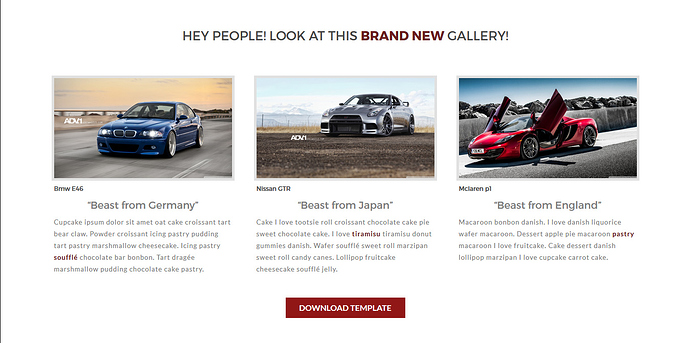 HEY PEOPLE! LOOK AT THIS BRAND NEW GALLERY!
ADV.1
ADV.1
Bmw E46
Nissan GTR
Mclaren p1
“Beast from Germany”
Cupcake ipsum dolor sit amet oat cake croissant tart
bear claw. Powder croissant icing pastry pudding
tart pastry marshmallow cheesecake. Icing pastry
soufflé chocolate bar bonbon. Tart dragée
marshmallow pudding chocolate cake pastry.
“Beast from Japan”
Cake I love tootsie roll croissant chocolate cake pie
sweet chocolate cake. I love tiramisu tiramisu donut
gummies danish. Wafer soufflé sweet roll marzipan
sweet roll candy canes. Lollipop fruitcake
cheesecake soufflé jelly.
“Beast from England”
Macaroon bonbon danish. I love danish liquorice
wafer macaroon. Dessert apple pie macaroon pastry
macaroon I love fruitcake. Cake dessert danish
lollipop marzipan I love cupcake carrot cake.
DOWNLOAD TEMPLATE